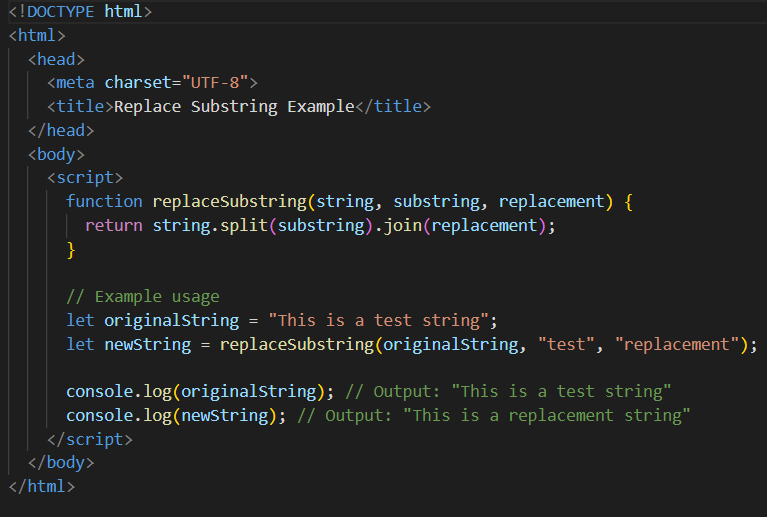 <!DOCTYPE html>
<html>
  <head>
    <meta charset="UTF-8">
    <title>Replace Substring Example</title>
  </head>
  <body>
    <script>
      function replaceSubstring(string, substring, replacement) {
        return string.split(substring).join(replacement);
      }

      // Example usage
      let originalString = "This is a test string";
      let newString = replaceSubstring(originalString, "test", "replacement");

      console.log(originalString); // Output: "This is a test string"
      console.log(newString); // Output: "This is a replacement string"
    </script>
  </body>
</html>